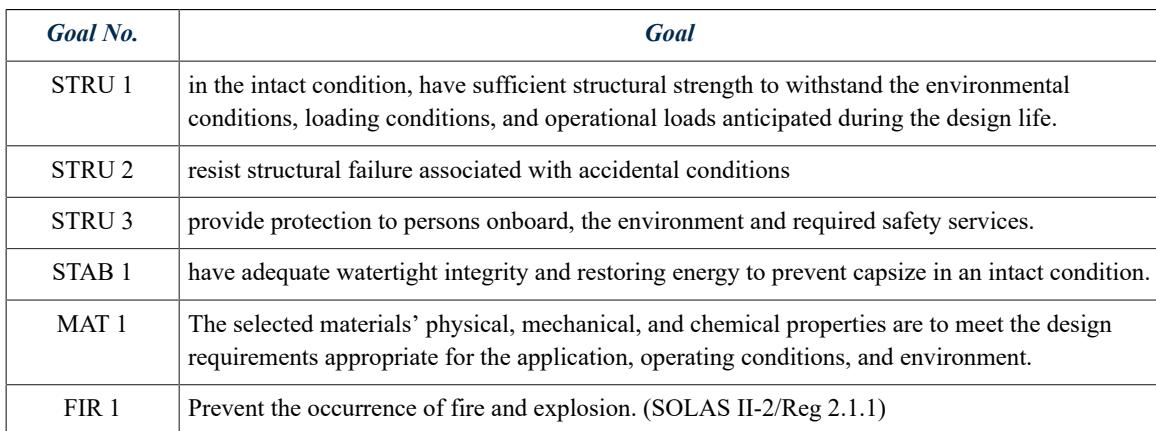 Goal No. Goal
STRU 1 in the intact condition, have sufficient structural strength to withstand the environmental
conditions, loading conditions, and operational loads anticipated during the design life.
STRU 2 resist structural failure associated with accidental conditions
STRU 3 provide protection to persons onboard, the environment and required safety services.
STAB 1 have adequate watertight integrity and restoring energy to prevent capsize in an intact condition.
MAT 1 The selected materials’ physical, mechanical, and chemical properties are to meet the design
requirements appropriate for the application, operating conditions, and environment.
FIR 1 Prevent the occurrence of fire and explosion. (SOLAS II-2/Reg 2.1.1)